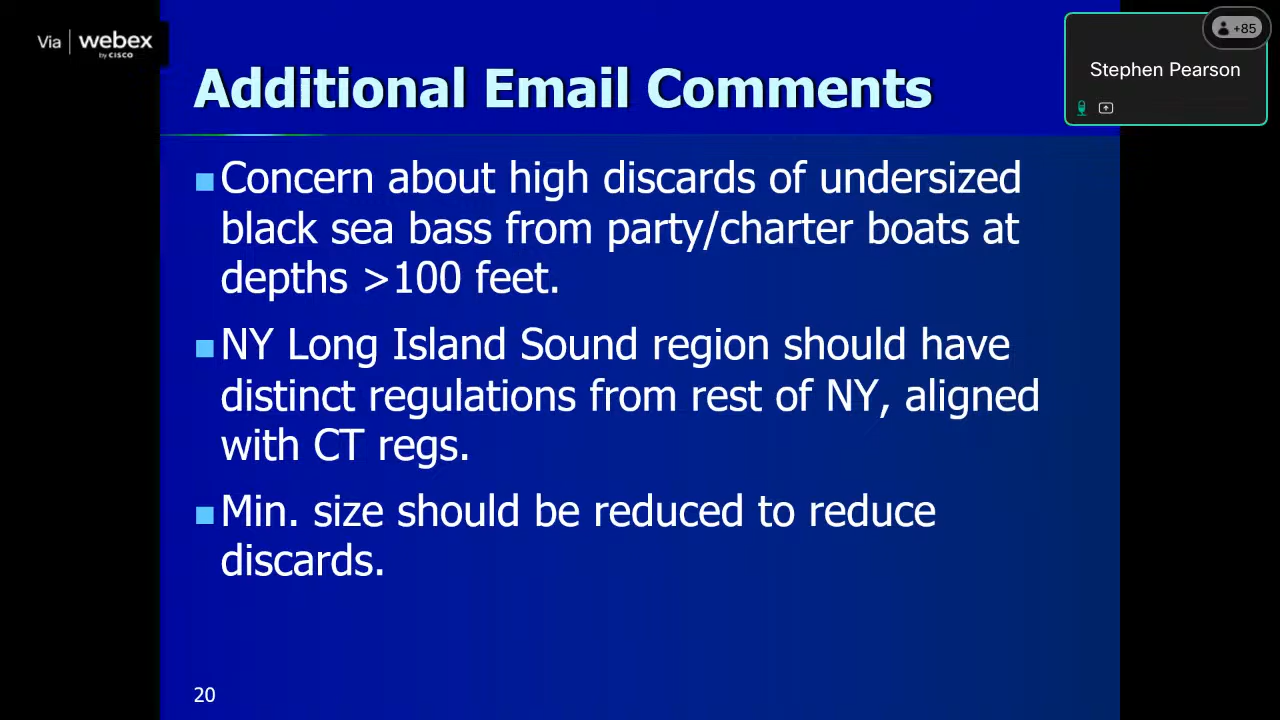 Via webex
by CISCO
+85
Stephen Pearson
Additional Email Comments
Concern about high discards of undersized
black sea bass from party/charter boats at
depths >100 feet.
NY Long Island Sound region should have
distinct regulations from rest of NY, aligned
with CT regs.
Min. size should be reduced to reduce
discards.
20